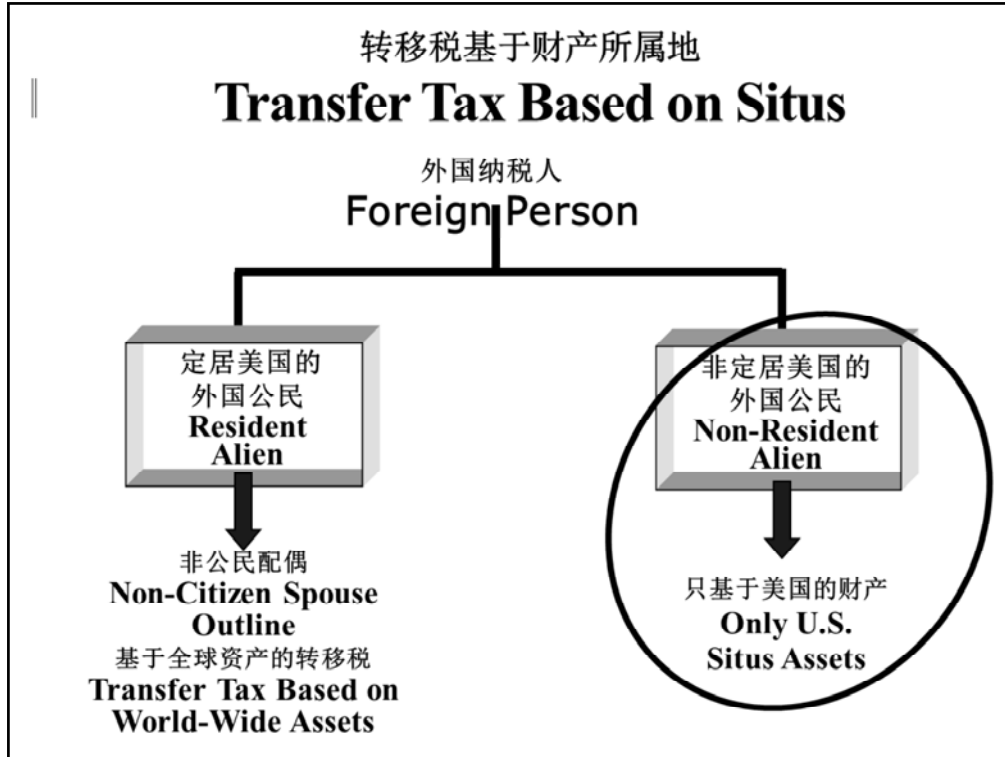 转移税基于财产所属地
Transfer Tax Based on Situs
外国纳税人
Foreign Person
定居美国的
外国公民
Resident
Alien
非公民配偶
Non-Citizen Spouse
Outline
基于全球资产的转移税
Transfer Tax Based on
World-Wide Assets
非定居美国的
外国公民
Non-Resident
Alien
只基于美国的财产
Only U.S.
Situs Assets